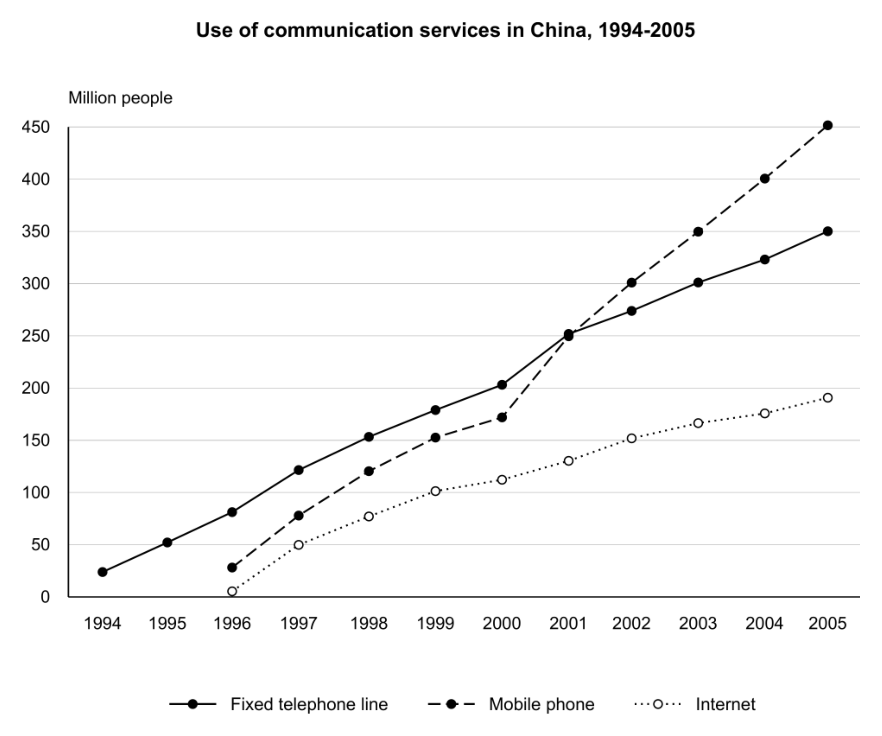 Use of communication services in China, 1994-2005
Million people
450
400
350
300
250
200
150
100
50
0
1994 1995 1996 1997 1998 1999 2000 2001 2002 2003 2004 2005
Fixed telephone line Mobile phone Internet